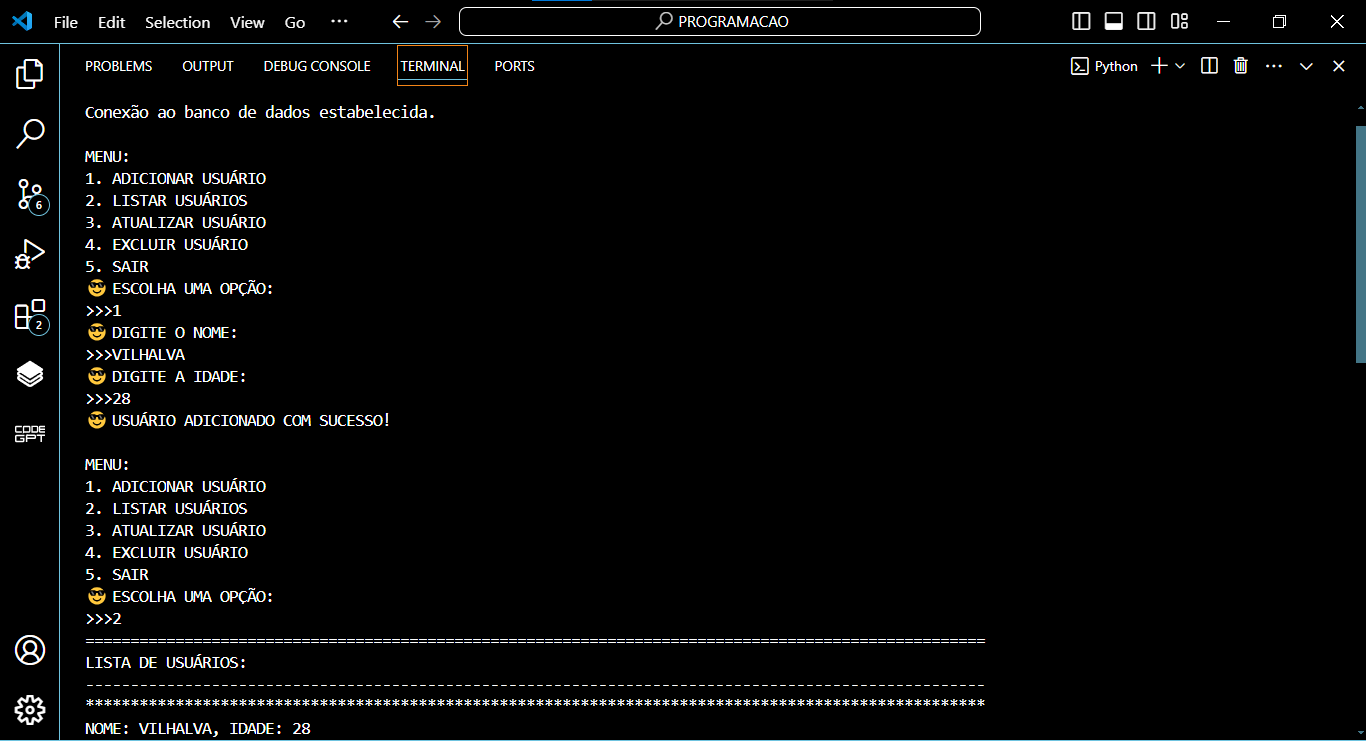 File Edit Selection View Go ··· PROGRAMACAO
PROBLEMS OUTPUT DEBUG CONSOLE TERMINAL PORTS Python
Conexão ao banco de dados estabelecida.
MENU:
1. ADICIONAR USUÁRIO
2. LISTAR USUÁRIOS
3. ATUALIZAR USUÁRIO
4. EXCLUIR USUÁRIO
5. SAIR
😎 ESCOLHA UMA OPÇÃO:
>>>1
😎 DIGITE O NOME:
>>>VILHALVA
😎 DIGITE A IDADE:
>>>28
😎 USUÁRIO ADICIONADO COM SUCESSO!
MENU:
1. ADICIONAR USUÁRIO
2. LISTAR USUÁRIOS
3. ATUALIZAR USUÁRIO
4. EXCLUIR USUÁRIO
5. SAIR
😎 ESCOLHA UMA OPÇÃO:
>>>2
====================================================================================================
LISTA DE USUÁRIOS:
----------------------------------------------------------------------------------------------------
****************************************************************************************************
NOME: VILHALVA, IDADE: 28
6
2
CODE
GPT